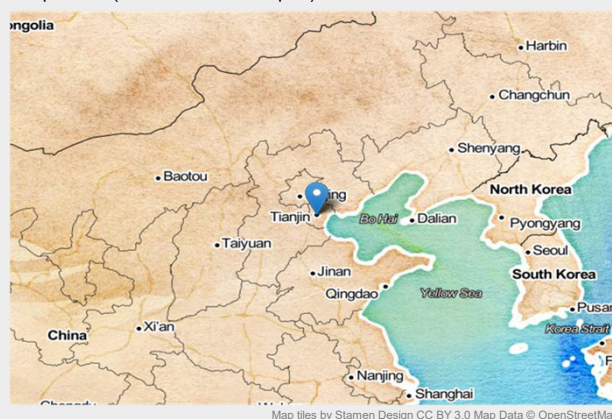 ongolia
Harbin
Changchun
Shenyang
Baotou
North Korea
ing
Tianjin
Bo Hai
Dalian
Pyongyang
Taiyuan
Seoul
Jinan
South Korea
Qingdao
Yellow Sea
Pusan
Xi'an
Korea Strait
China
Nanjing
Shanghai
Map tiles by Stamen Design CC BY 3.0 Map Data © OpenStreetMa